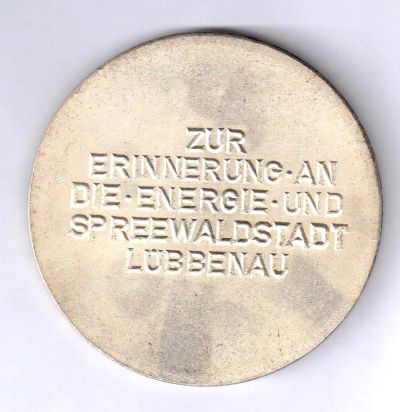 ZUR
ERINNERUNG·AN
DIE·ENERGIE·UND
SPREEWALDSTADT
LÜBBENAU